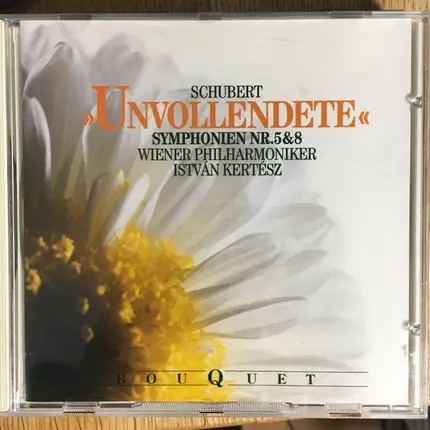 SCHUBERT
»UNVOLLENDETE«
SYMPHONIEN NR.5&8
WIENER PHILHARMONIKER
ISTVÁN KERTÉSZ
BOUQUET